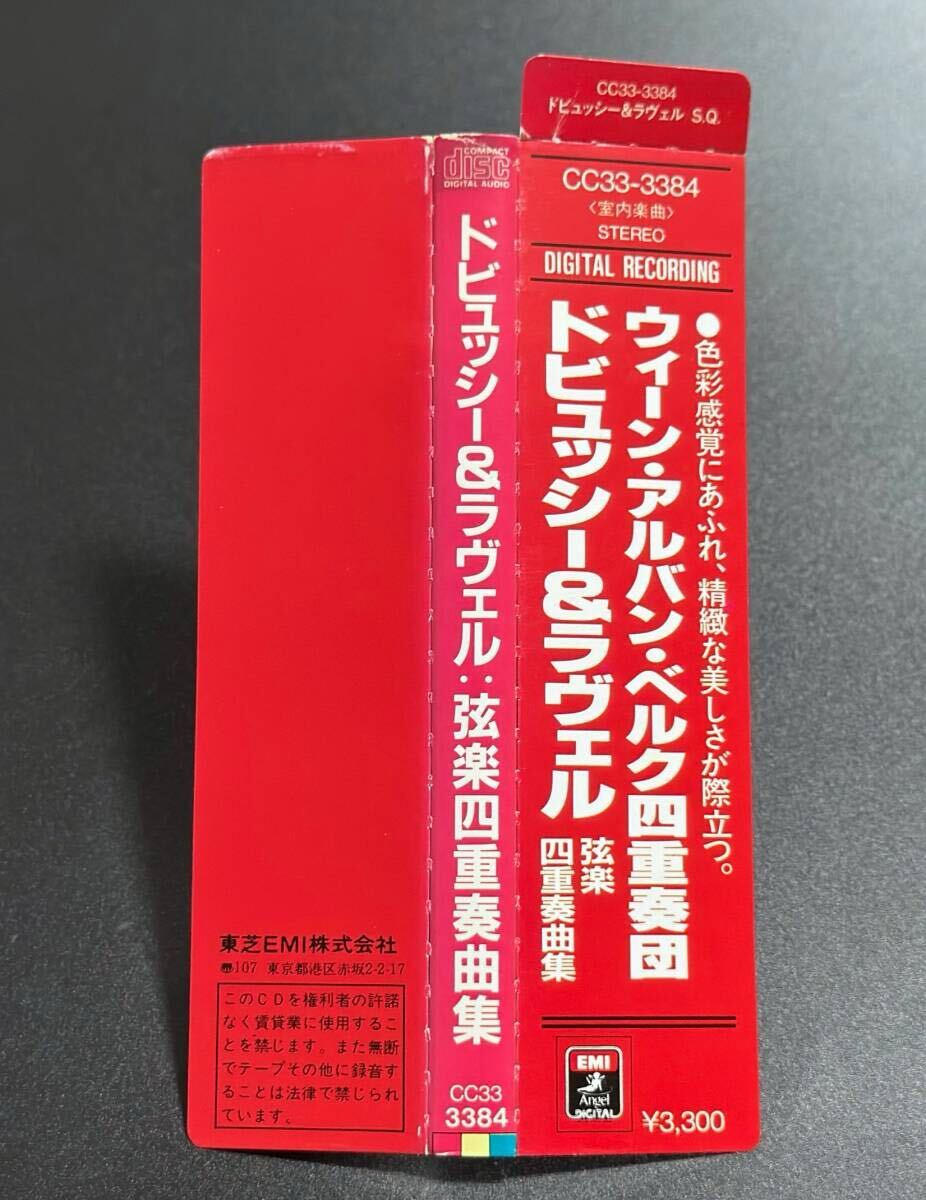 CC33-3384
ドビュッシー&ラヴェル S.Q.
CC33-3384
〈室内楽曲〉
STEREO
DIGITAL RECORDING
●色彩感覚にあふれ、精緻な美しさが際立つ。
ウィーン・アルバン・ベルク四重奏団
ドビュッシー&ラヴェル
弦楽
四重奏曲集
EMI
Angel
DIGITAL
¥3,300
COMPACT
disc
DIGITAL AUDIO
ドビュッシー&ラヴェル:弦楽四重奏曲集
CC33
3384
東芝EMI株式会社
107 東京都港区赤坂2-2-17
このCDを権利者の許諾
なく賃貸業に使用するこ
とを禁じます。また無断
でテープその他に録音す
ることは法律で禁じられ
ています。